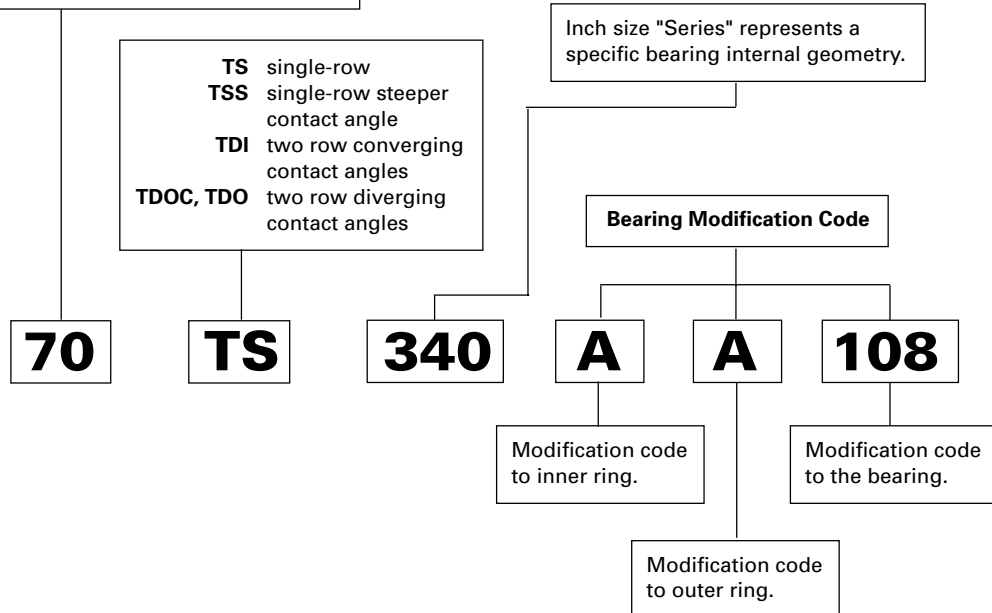 Inch size "Series" represents a
specific bearing internal geometry.
TS single-row
TSS single-row steeper
contact angle
TDI two row converging
contact angles
TDOC, TDO two row diverging
contact angles
Bearing Modification Code
70 TS 340 A A 108
Modification code
to inner ring.
Modification code
to the bearing.
Modification code
to outer ring.